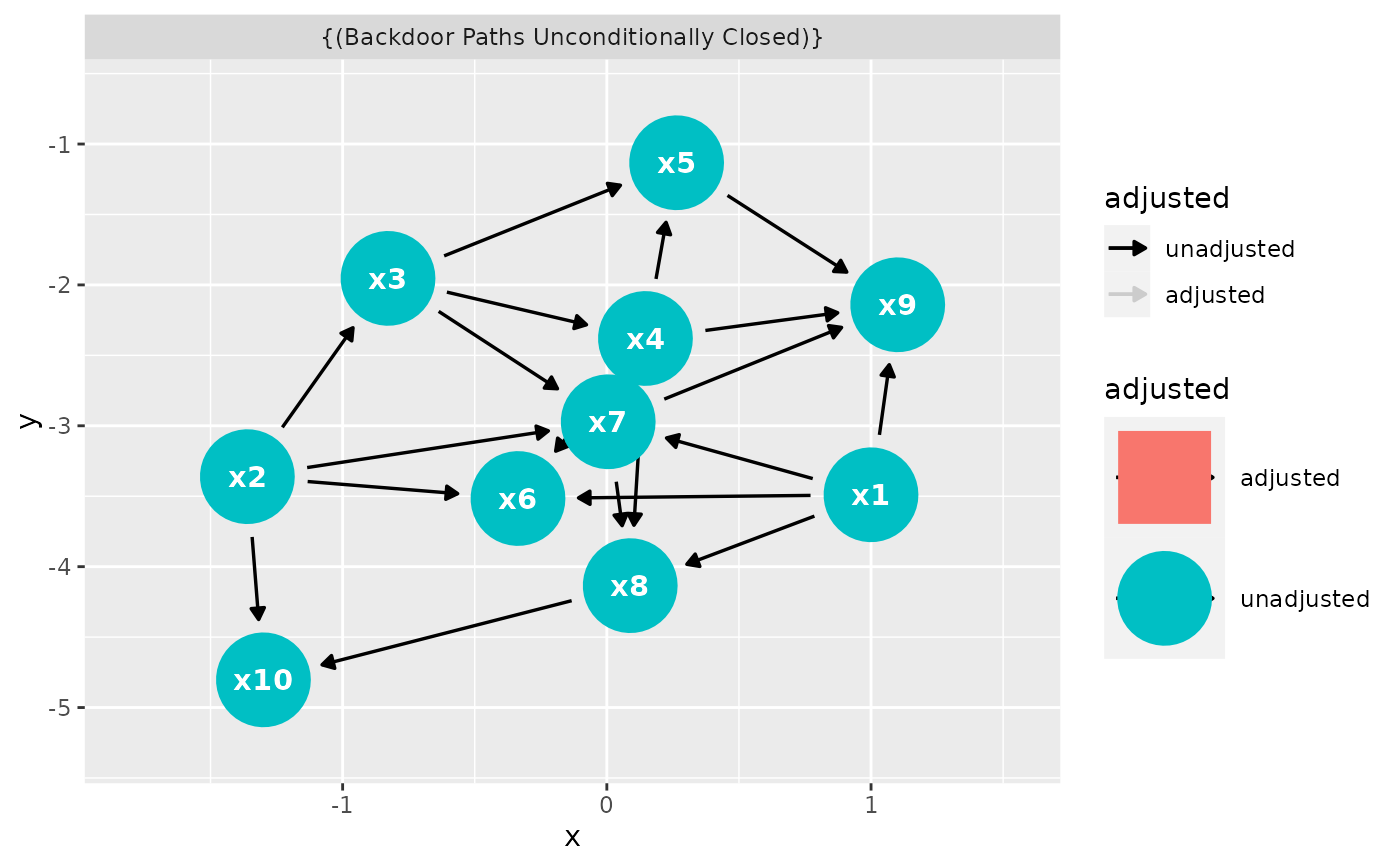 {(Backdoor Paths Unconditionally Closed)}
-1
-2
-3
-4
-5
y
x5
x3
x9
x4
x7
x2
x1
x6
x8
x10
-1
0
1
x
adjusted
unadjusted
adjusted
adjusted
adjusted
unadjusted